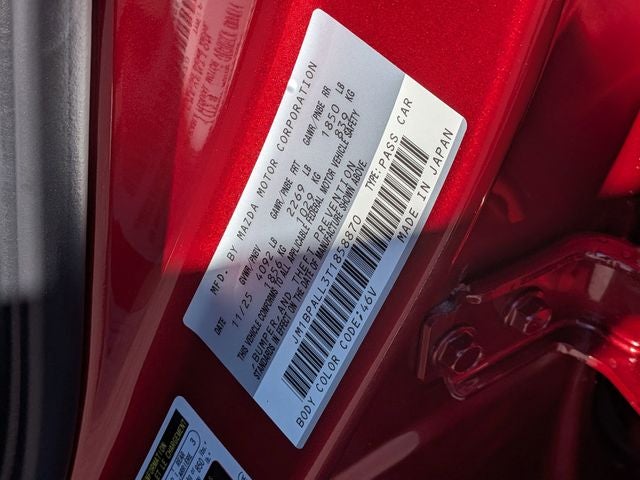 MFD. BY MAZDA MOTOR CORPORATION
DATE GVWR/PNBV GAWR/PNBE FRT GAWR/PNBE RR
11/25 4092 LB 2269 LB 1850 LB
1856 KG 1029 KG 839 KG
THIS VEHICLE CONFORMS TO ALL APPLICABLE FEDERAL MOTOR VEHICLE SAFETY,
BUMPER, AND THEFT PREVENTION
STANDARDS IN EFFECT ON THE DATE OF MANUFACTURE SHOWN ABOVE.
JM1BPALL3T1858870 TYPE:PASS CAR
BODY COLOR CODE:46V MADE IN JAPAN
REAR
3